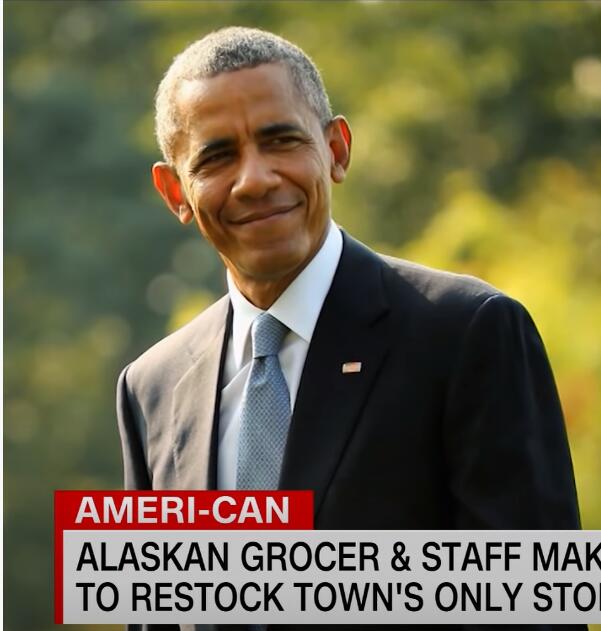 AMERI-CAN
ALASKAN GROCER & STAFF MAK
TO RESTOCK TOWN'S ONLY STO